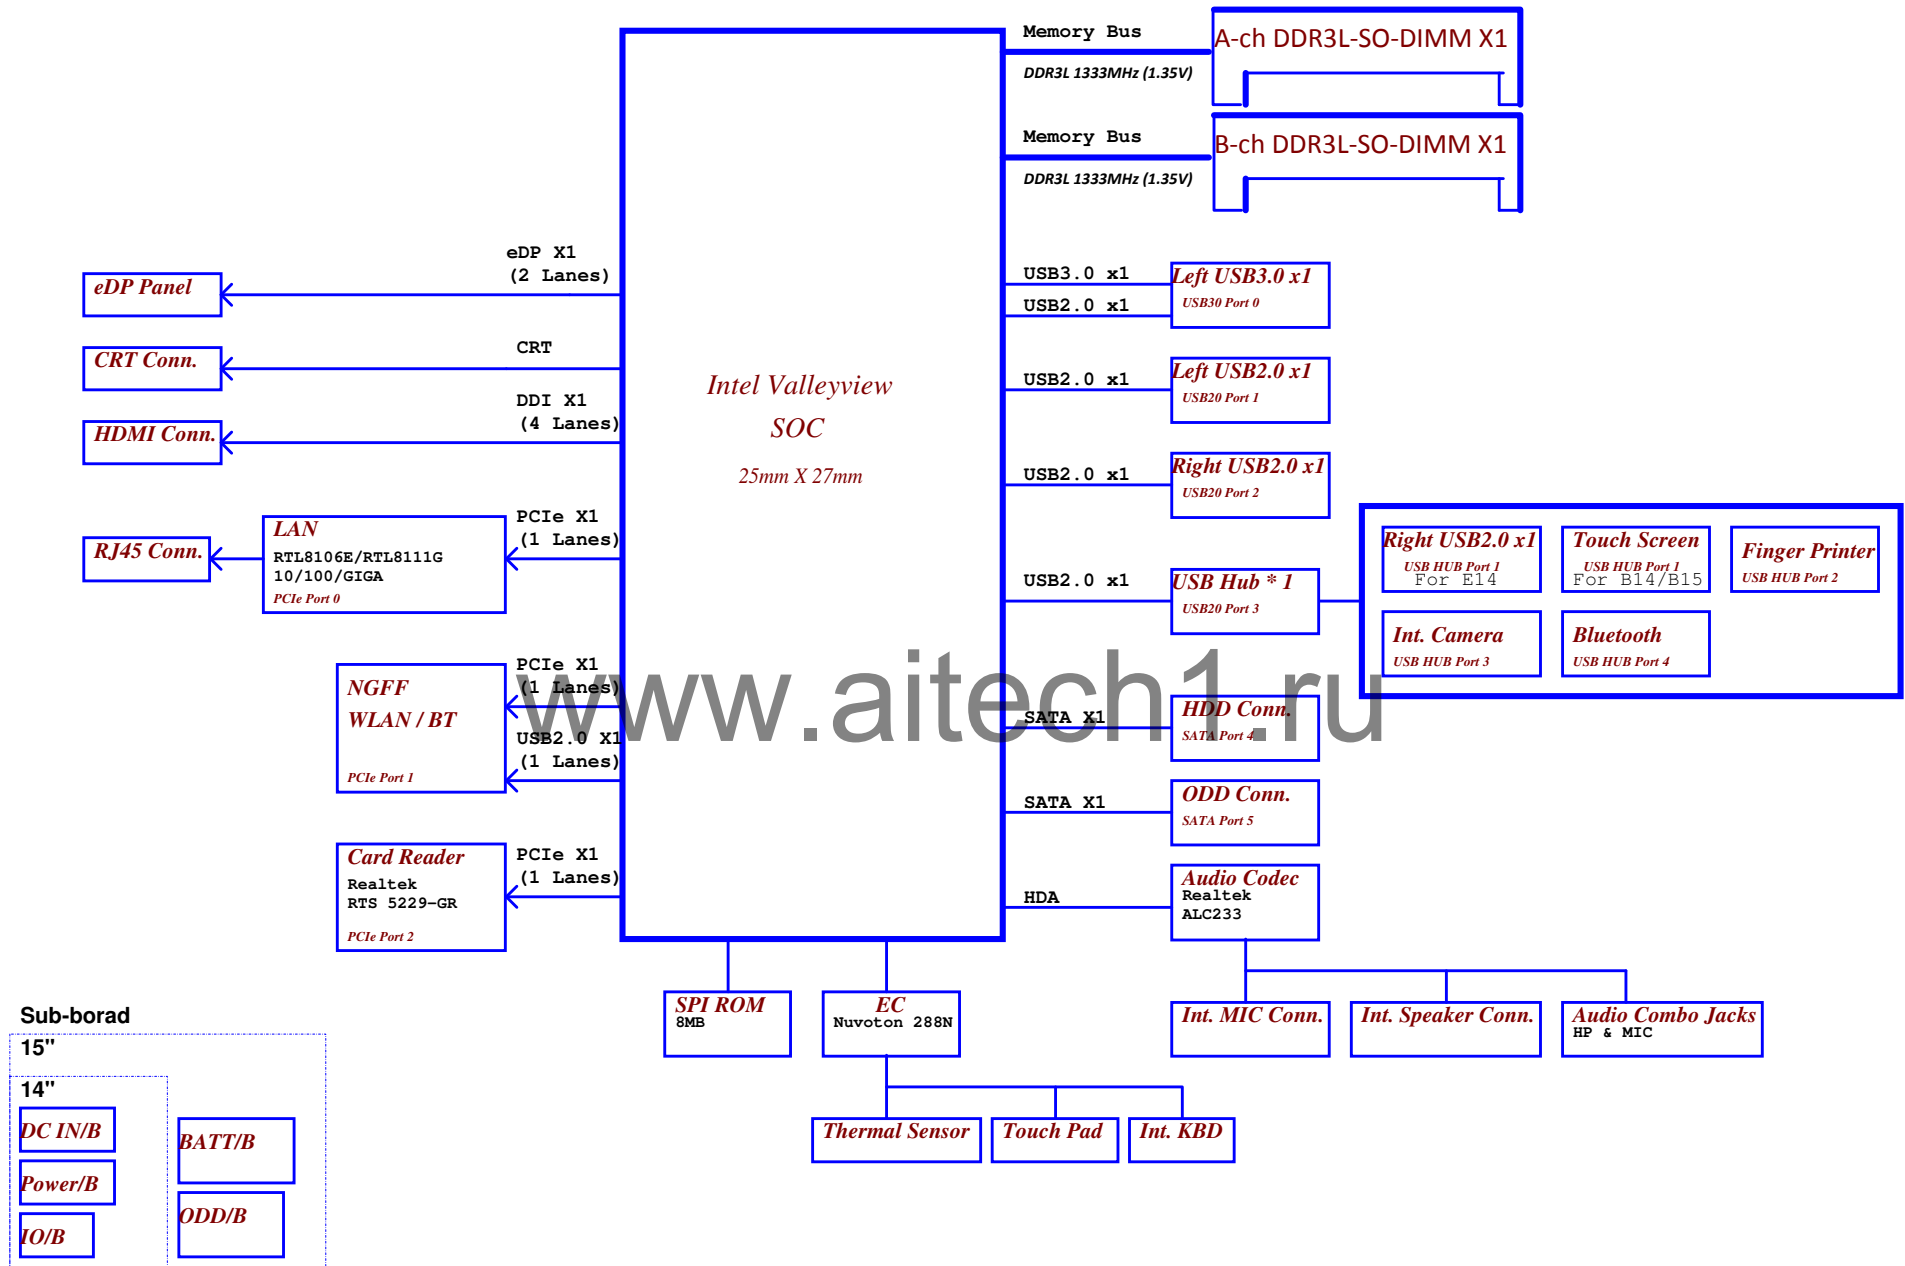 Memory Bus
DDR3L 1333MHz (1.35V)
A-ch DDR3L-SO-DIMM X1
Memory Bus
DDR3L 1333MHz (1.35V)
B-ch DDR3L-SO-DIMM X1
eDP X1
(2 Lanes)
eDP Panel
CRT
CRT Conn.
DDI X1
(4 Lanes)
HDMI Conn.
PCIe X1
(1 Lanes)
LAN
RTL8106E/RTL8111G
10/100/GIGA
PCIe Port 0
RJ45 Conn.
PCIe X1
(1 Lanes)
USB2.0 X1
(1 Lanes)
NGFF
WLAN / BT
PCIe Port 1
PCIe X1
(1 Lanes)
Card Reader
Realtek
RTS 5229-GR
PCIe Port 2
Intel Valleyview
SOC
25mm X 27mm
USB3.0 x1
USB2.0 x1
Left USB3.0 x1
USB30 Port 0
USB2.0 x1
Left USB2.0 x1
USB20 Port 1
USB2.0 x1
Right USB2.0 x1
USB20 Port 2
USB2.0 x1
USB Hub * 1
USB20 Port 3
Right USB2.0 x1
USB HUB Port 1
For E14
Touch Screen
USB HUB Port 1
For B14/B15
Finger Printer
USB HUB Port 2
Int. Camera
USB HUB Port 3
Bluetooth
USB HUB Port 4
www.aitech1.ru
SATA X1
HDD Conn.
SATA Port 4
SATA X1
ODD Conn.
SATA Port 5
HDA
Audio Codec
Realtek
ALC233
Int. MIC Conn.
Int. Speaker Conn.
Audio Combo Jacks
HP & MIC
SPI ROM
8MB
EC
Nuvoton 288N
Thermal Sensor
Touch Pad
Int. KBD
Sub-borad
15"
14"
DC IN/B
BATT/B
Power/B
ODD/B
IO/B